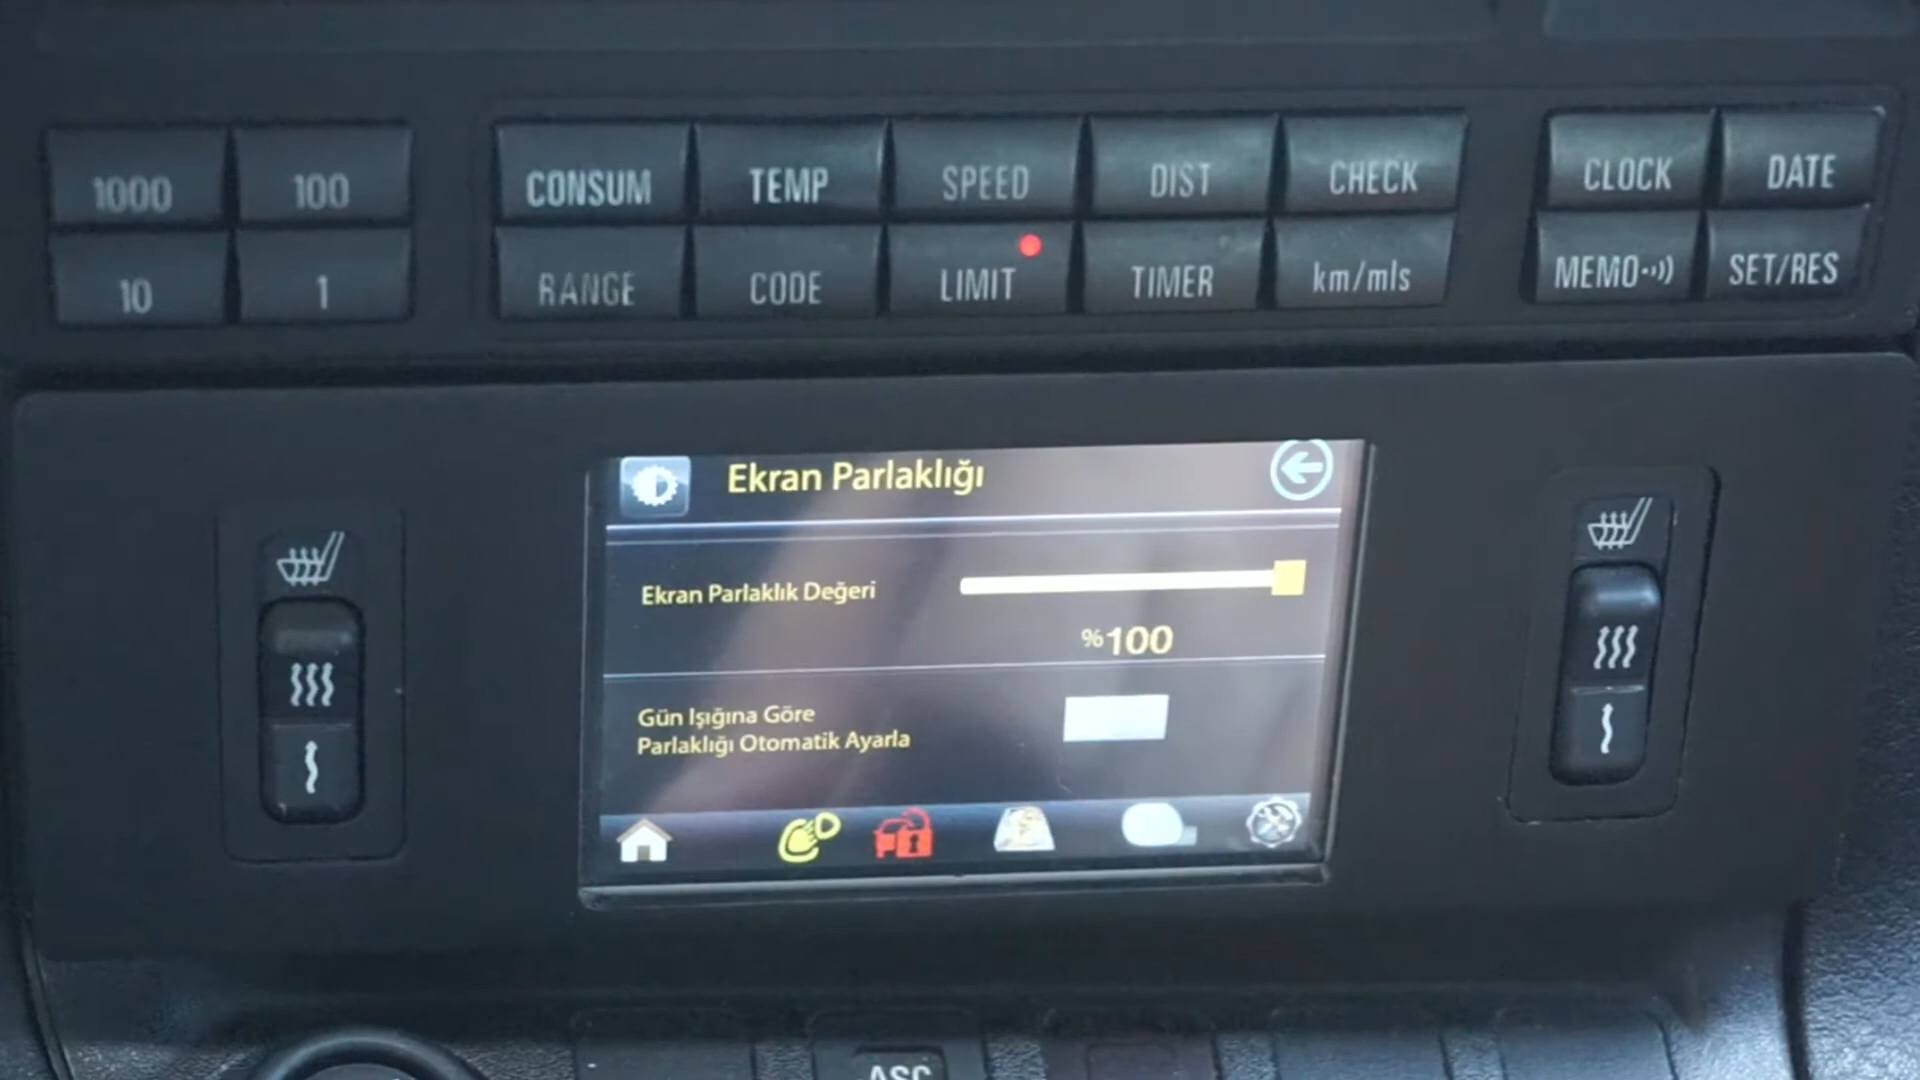 1000 100
10 1
CONSUM TEMP SPEED DIST CHECK
RANGE CODE LIMIT TIMER km/mls
CLOCK DATE
MEMO SET/RES
Ekran Parlaklığı
Ekran Parlaklık Değeri
%100
Gün Işığına Göre
Parlaklığı Otomatik Ayarla
ASC